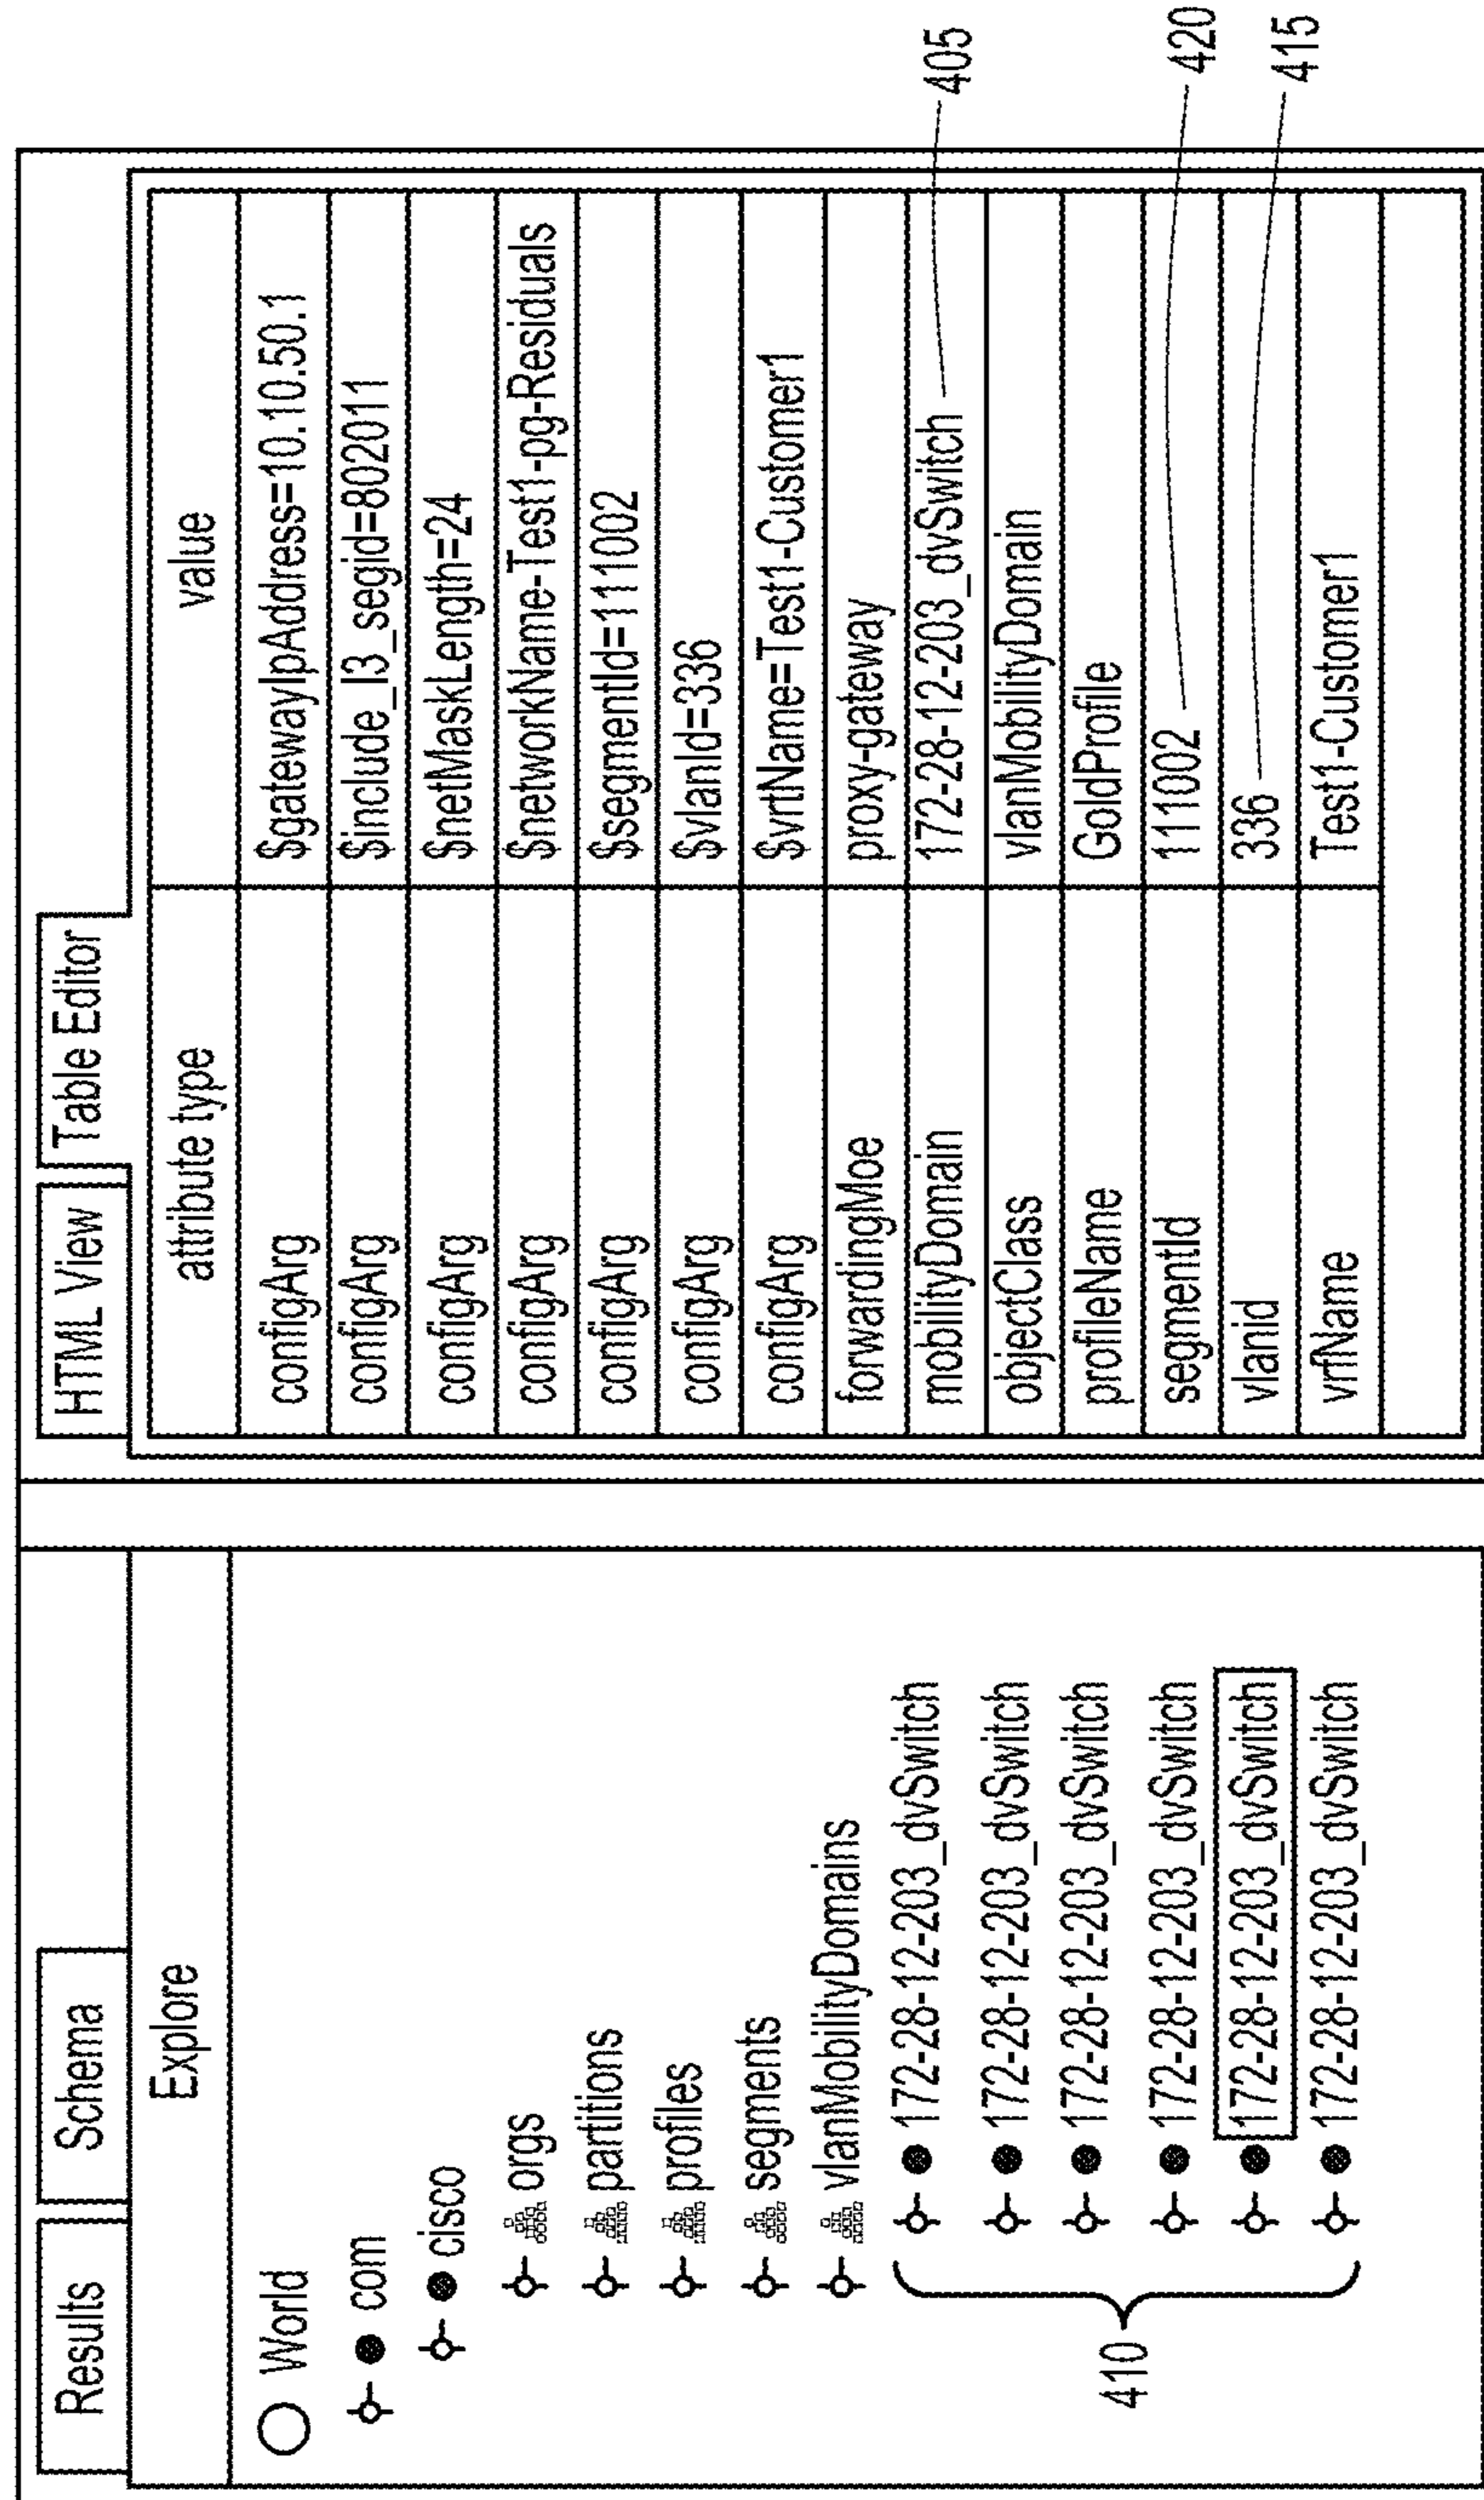 Results
Schema
Explore
World
com
cisco
orgs
partitions
profiles
segments
vlanMobilityDomains
172-28-12-203_dvSwitch
172-28-12-203_dvSwitch
172-28-12-203_dvSwitch
172-28-12-203_dvSwitch
172-28-12-203_dvSwitch
172-28-12-203_dvSwitch
410
HTML View
Table Editor
attribute type value
configArg $gatewayIpAddress=10.10.50.1
configArg $include_l3_segid=802011
configArg $netMaskLength=24
configArg $networkName-Test1-pg-Residuals
configArg $segmentId=111002
configArg $vlanId=336
configArg $vrtName=Test1-Customer1
forwardingMoe proxy-gateway
mobilityDomain 172-28-12-203_dvSwitch 405
objectClass vlanMobilityDomain
profileName GoldProfile
segmentId 111002 420
vlanid 336 415
vrfName Test1-Customer1